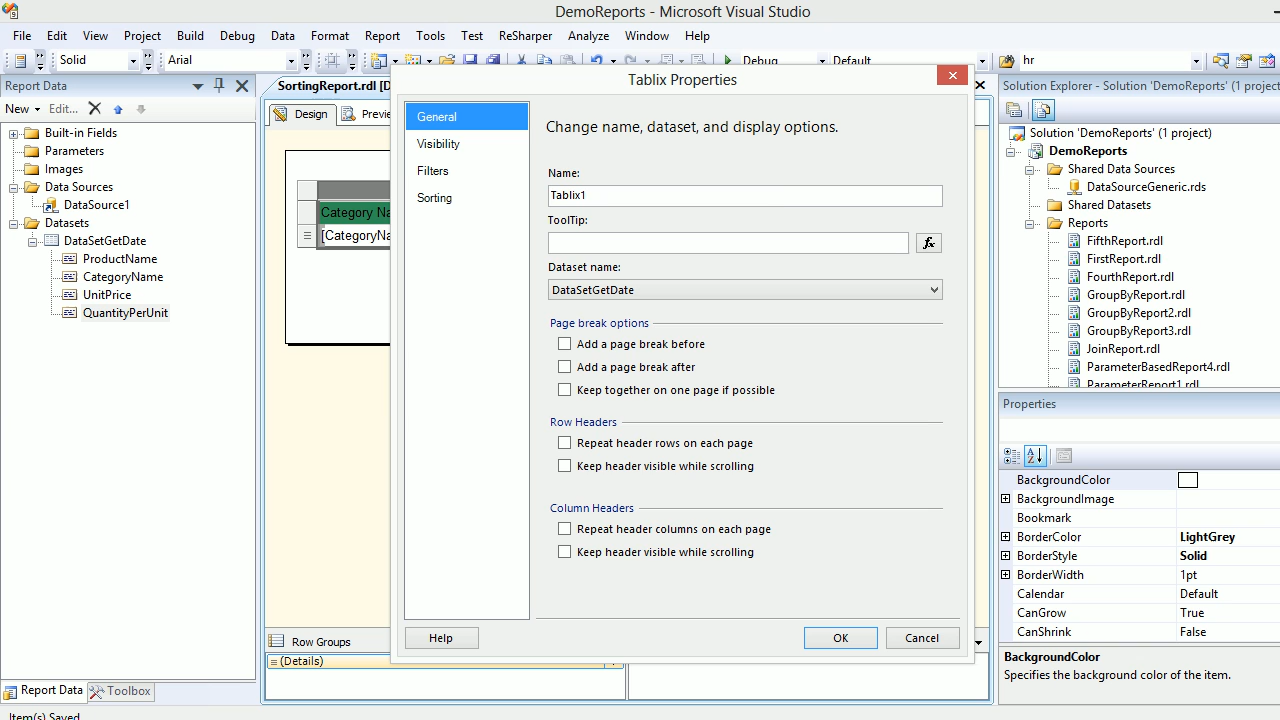 DemoReports - Microsoft Visual Studio
File Edit View Project Build Debug Data Format Report Tools Test ReSharper Analyze Window Help
Solid Arial Debug Default hr
Report Data
New Edit...
Built-in Fields
Parameters
Images
Data Sources
DataSource1
Datasets
DataSetGetDate
ProductName
CategoryName
UnitPrice
QuantityPerUnit
Report Data Toolbox
Item(s) Saved
SortingReport.rdl [D
Design Previe
Category Na
[CategoryNa
Row Groups
(Details)
Tablix Properties
General
Visibility
Filters
Sorting
Change name, dataset, and display options.
Name:
Tablix1
ToolTip:
fx
Dataset name:
DataSetGetDate
Page break options
Add a page break before
Add a page break after
Keep together on one page if possible
Row Headers
Repeat header rows on each page
Keep header visible while scrolling
Column Headers
Repeat header columns on each page
Keep header visible while scrolling
Help OK Cancel
Solution Explorer - Solution 'DemoReports' (1 project
Solution 'DemoReports' (1 project)
DemoReports
Shared Data Sources
DataSourceGeneric.rds
Shared Datasets
Reports
FifthReport.rdl
FirstReport.rdl
FourthReport.rdl
GroupByReport.rdl
GroupByReport2.rdl
GroupByReport3.rdl
JoinReport.rdl
ParameterBasedReport4.rdl
ParameterReport1.rdl
Properties
BackgroundColor
BackgroundImage
Bookmark
BorderColor LightGrey
BorderStyle Solid
BorderWidth 1pt
Calendar Default
CanGrow True
CanShrink False
BackgroundColor
Specifies the background color of the item.